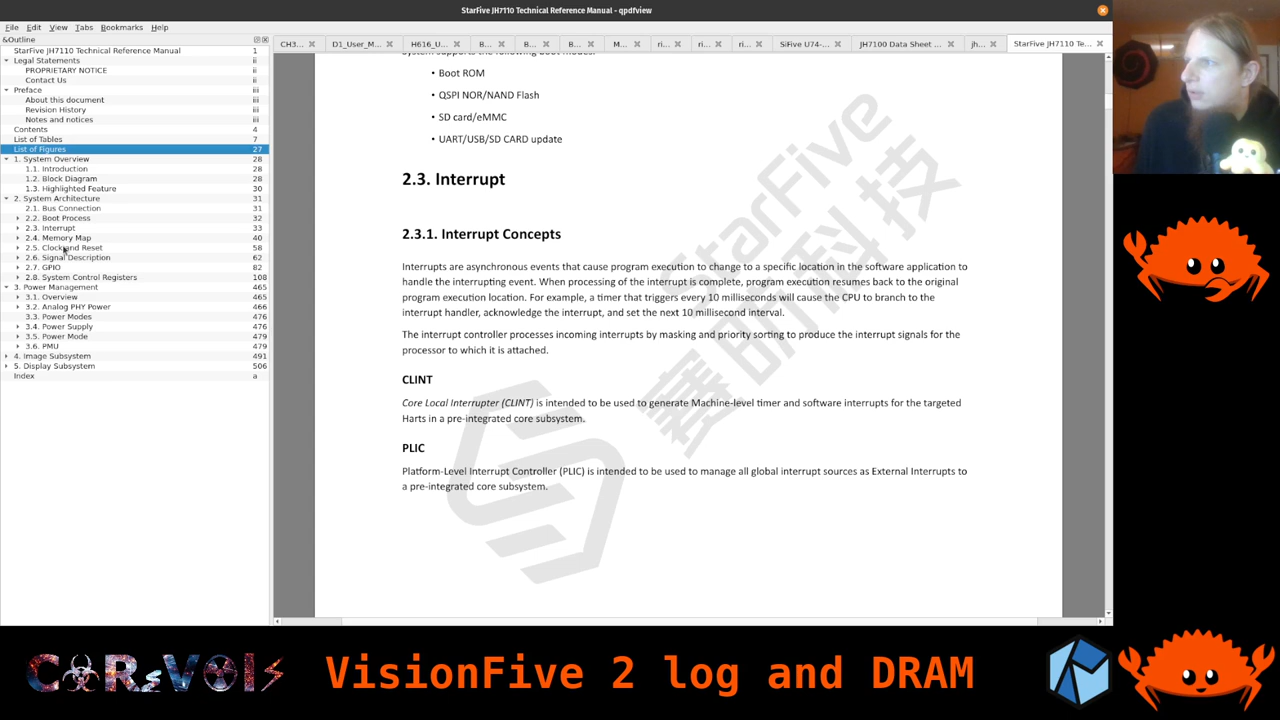 StarFive JH7110 Technical Reference Manual - qpdfview
File Edit View Tabs Bookmarks Help
Outline
CH3...
D1_User_M...
H616_U...
B...
B...
B...
M...
ri...
ri...
ri...
SiFive U74-...
JH7100 Data Sheet ...
jh...
StarFive JH7110 Te...
StarFive JH7110 Technical Reference Manual 1
Legal Statements ii
PROPRIETARY NOTICE ii
Contact Us ii
Preface iii
About this document iii
Revision History iii
Notes and notices iii
Contents 4
List of Tables 7
List of Figures 27
1. System Overview 28
1.1. Introduction 28
1.2. Block Diagram 28
1.3. Highlighted Feature 30
2. System Architecture 31
2.1. Bus Connection 31
2.2. Boot Process 32
2.3. Interrupt 33
2.4. Memory Map 40
2.5. Clock and Reset 58
2.6. Signal Description 62
2.7. GPIO 82
2.8. System Control Registers 108
3. Power Management 465
3.1. Overview 465
3.2. Analog PHY Power 466
3.3. Power Modes 476
3.4. Power Supply 476
3.5. Power Mode 479
3.6. PMU 479
4. Image Subsystem 491
5. Display Subsystem 506
Index a
• Boot ROM
• QSPI NOR/NAND Flash
• SD card/eMMC
• UART/USB/SD CARD update
2.3. Interrupt
2.3.1. Interrupt Concepts
Interrupts are asynchronous events that cause program execution to change to a specific location in the software application to
handle the interrupting event. When processing of the interrupt is complete, program execution resumes back to the original
program execution location. For example, a timer that triggers every 10 milliseconds will cause the CPU to branch to the
interrupt handler, acknowledge the interrupt, and set the next 10 millisecond interval.
The interrupt controller processes incoming interrupts by masking and priority sorting to produce the interrupt signals for the
processor to which it is attached.
CLINT
Core Local Interrupter (CLINT) is intended to be used to generate Machine-level timer and software interrupts for the targeted
Harts in a pre-integrated core subsystem.
PLIC
Platform-Level Interrupt Controller (PLIC) is intended to be used to manage all global interrupt sources as External Interrupts to
a pre-integrated core subsystem.
StarFive
赛昉科技
VisionFive 2 log and DRAM